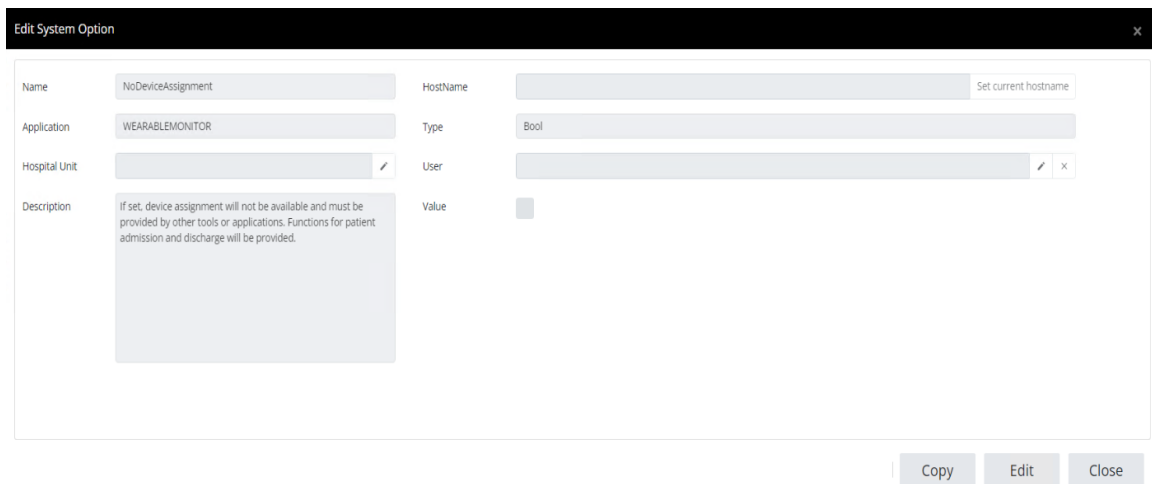 Edit System Option
x
Name
NoDeviceAssignment
HostName
Set current hostname
Application
WEARABLEMONITOR
Type
Bool
Hospital Unit
User
x
Description
If set, device assignment will not be available and must be
provided by other tools or applications. Functions for patient
admission and discharge will be provided.
Value
Copy
Edit
Close